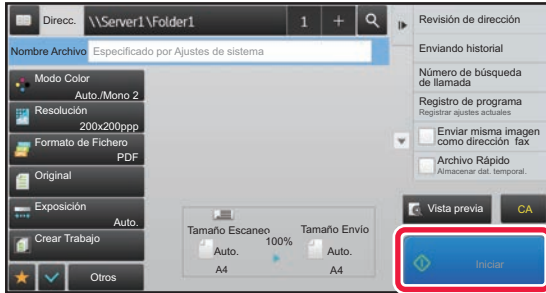 Direcc.
\\Server1\Folder1
1
+
Nombre Archivo
Especificado por Ajustes de sistema
Modo Color
Auto./Mono 2
Resolución
200x200ppp
Formato de Fichero
PDF
Original
Exposición
Auto.
Crear Trabajo
Otros
Tamaño Escaneo
Auto.
A4
100%
Tamaño Envío
Auto.
A4
Revisión de dirección
Enviando historial
Número de búsqueda
de llamada
Registro de programa
Registrar ajustes actuales
Enviar misma imagen
como dirección fax
Archivo Rápido
Almacenar dat. temporal.
Vista previa
CA
Iniciar